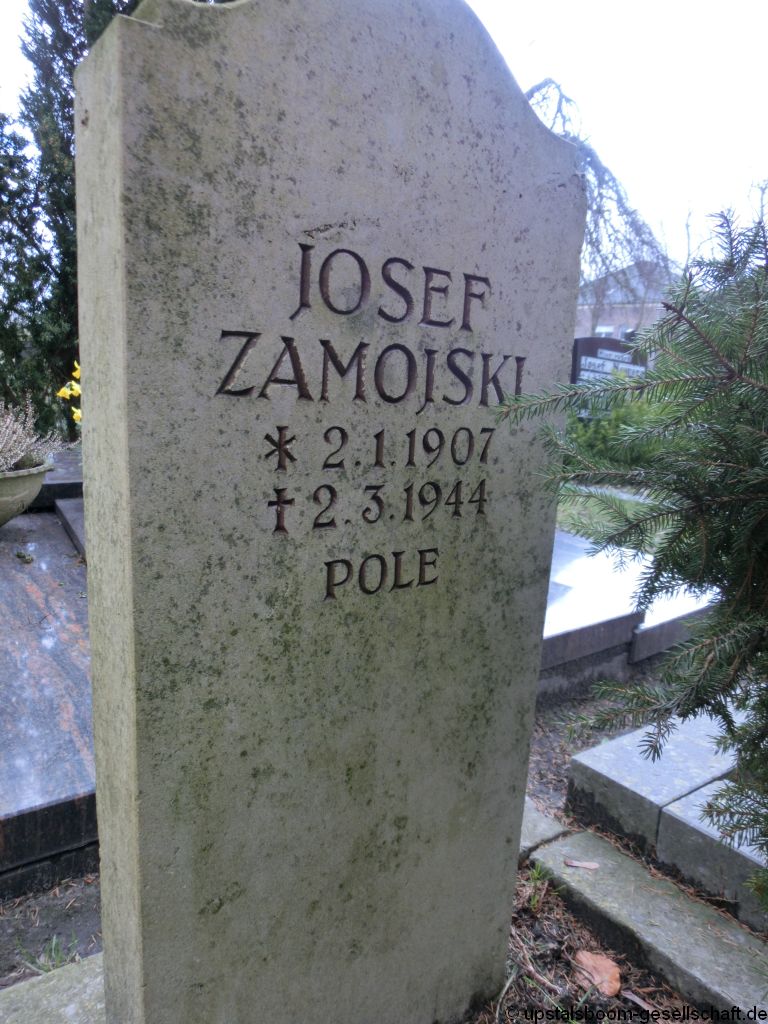 JOSEF
ZAMOJSKI
* 2.1.1907
† 2.3.1944
POLE
© upstalsboom-gesellschaft.de